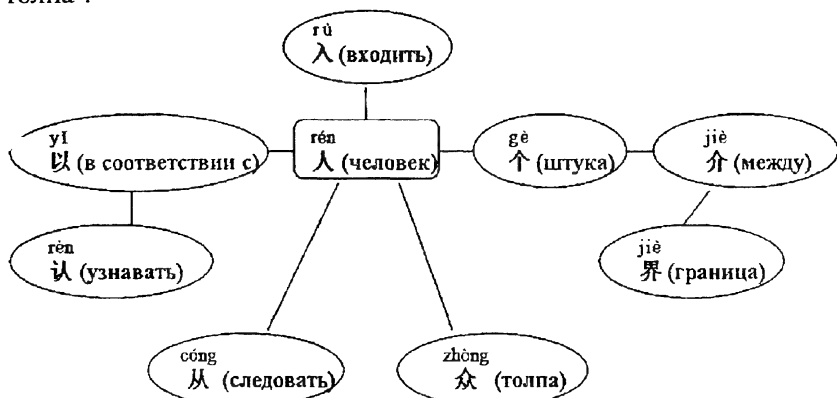 толпа".
rù
入 (входить)
yǐ
以 (в соответствии с)
rén
人 (человек)
gè
个 (штука)
jiè
介 (между)
rèn
认 (узнавать)
jiè
界 (граница)
cóng
从 (следовать)
zhòng
众 (толпа)